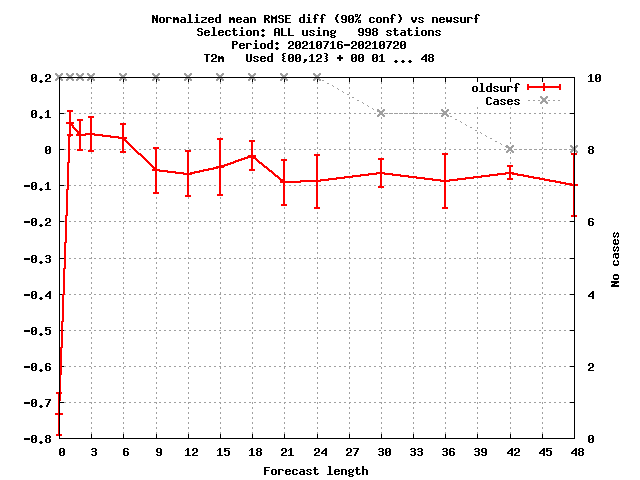 Normalized mean RMSE diff (90% conf) vs newsurf
Selection: ALL using   998 stations
Period: 20210716-20210720
T2m   Used {00,12} + 00 01 ... 48
oldsurf
Cases
0,2
0,1
0
-0,1
-0,2
-0,3
-0,4
-0,5
-0,6
-0,7
-0,8
10
8
6
4
2
0
No cases
0 3 6 9 12 15 18 21 24 27 30 33 36 39 42 45 48
Forecast length